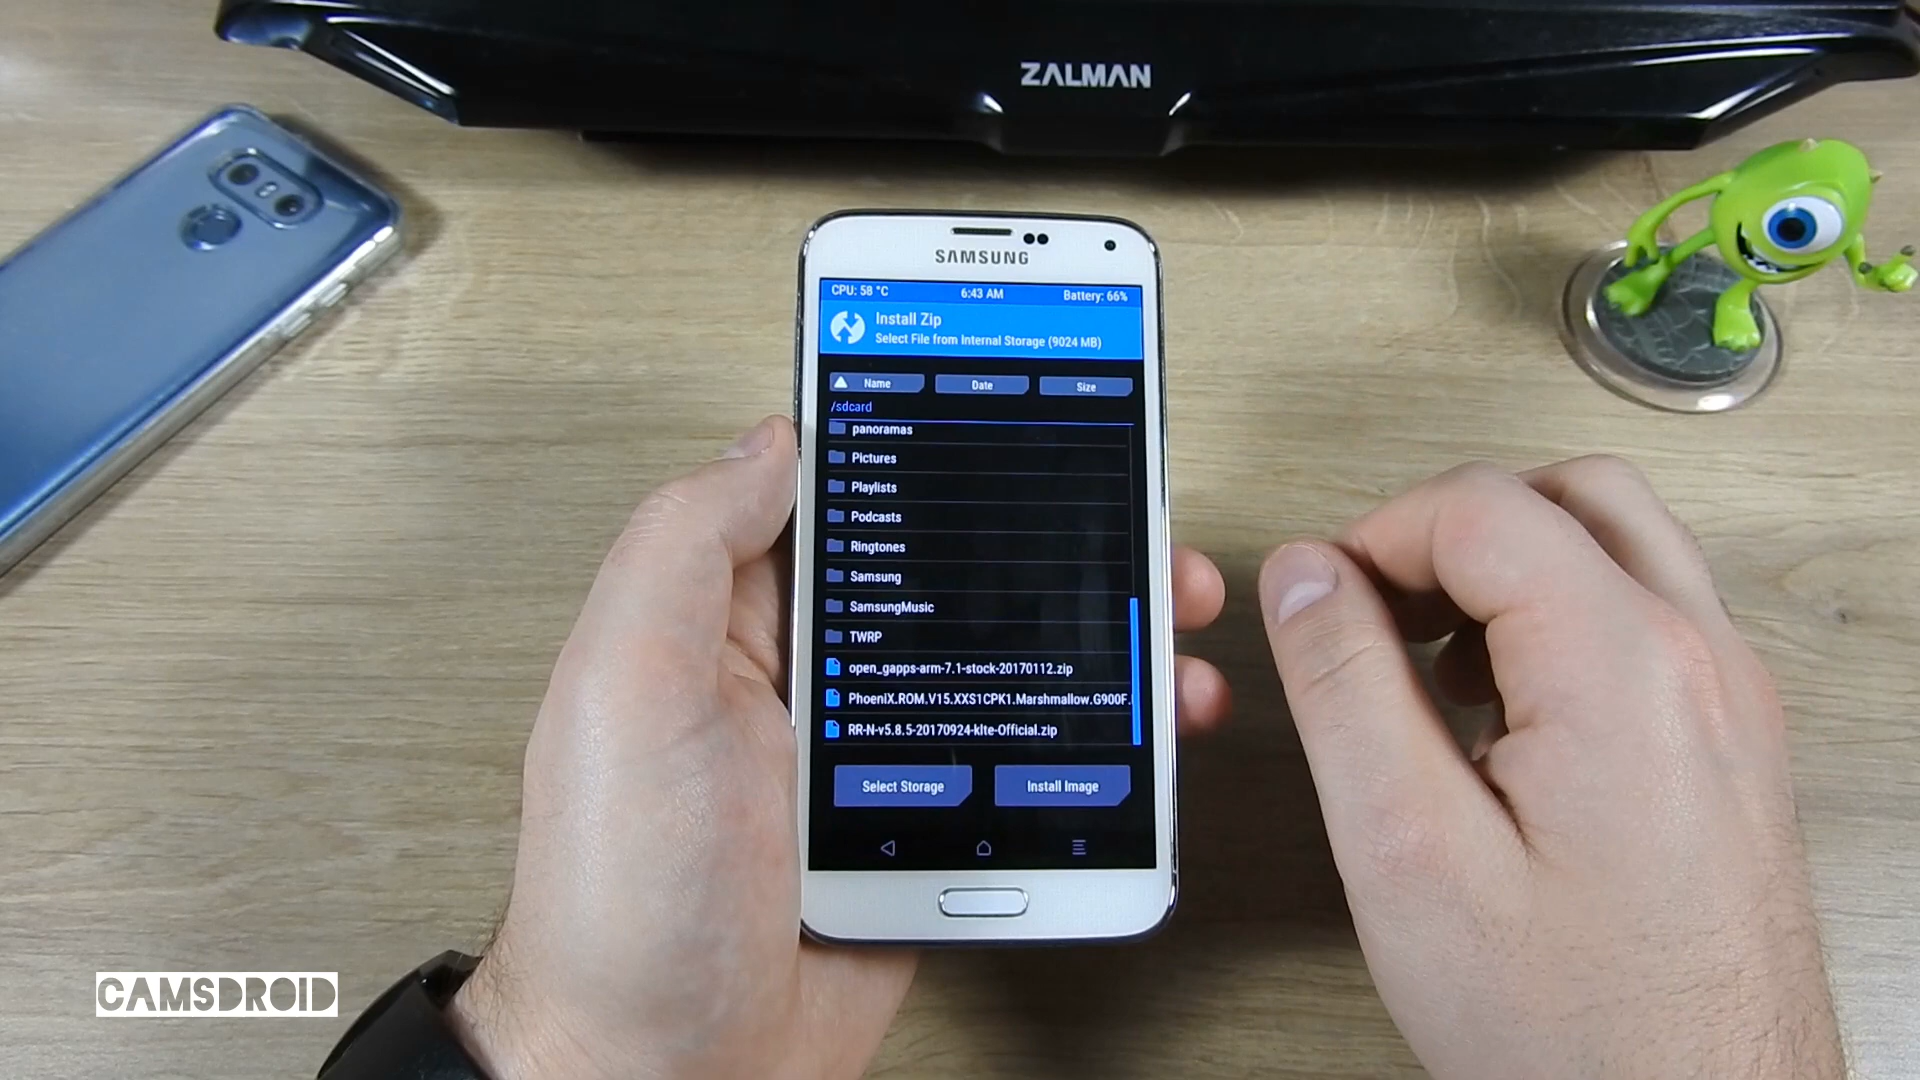 ZALMAN
SAMSUNG
CPU: 58 °C 6:43 AM Battery: 66%
Install Zip
Select File from Internal Storage (9024 MB)
Name Date Size
/sdcard
panoramas
Pictures
Playlists
Podcasts
Ringtones
Samsung
SamsungMusic
TWRP
open_gapps-arm-7.1-stock-20170112.zip
PhoeniX.ROM.V15.XXS1CPK1.Marshmallow.G900F.
RR-N-v5.8.5-20170924-klte-Official.zip
Select Storage Install Image
CAMSDROID